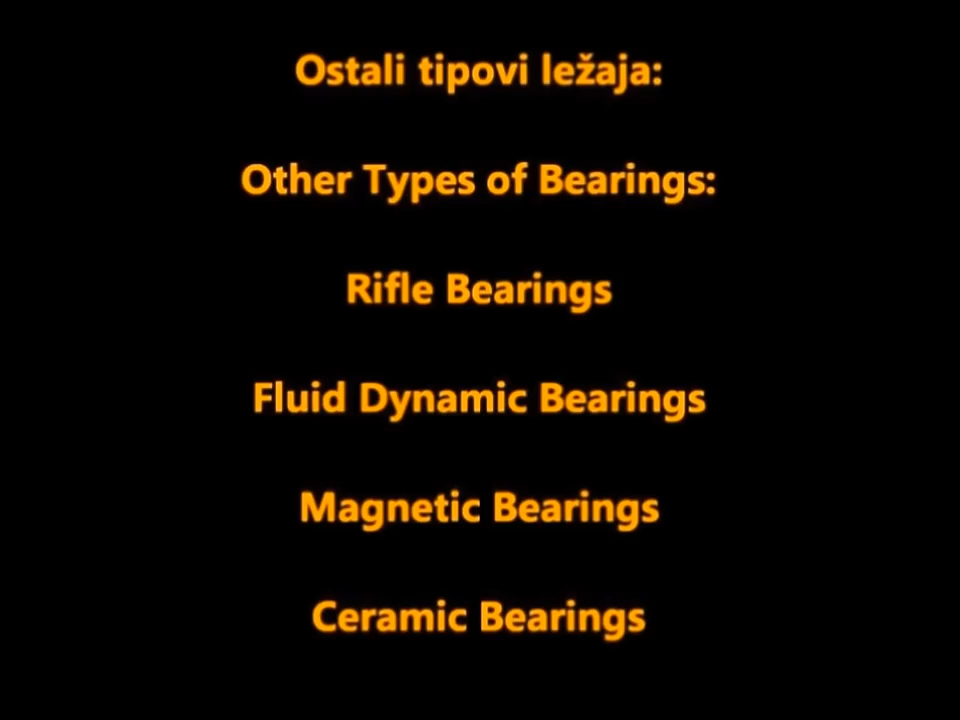 Ostali tipovi ležaja:
Other Types of Bearings:
Rifle Bearings
Fluid Dynamic Bearings
Magnetic Bearings
Ceramic Bearings